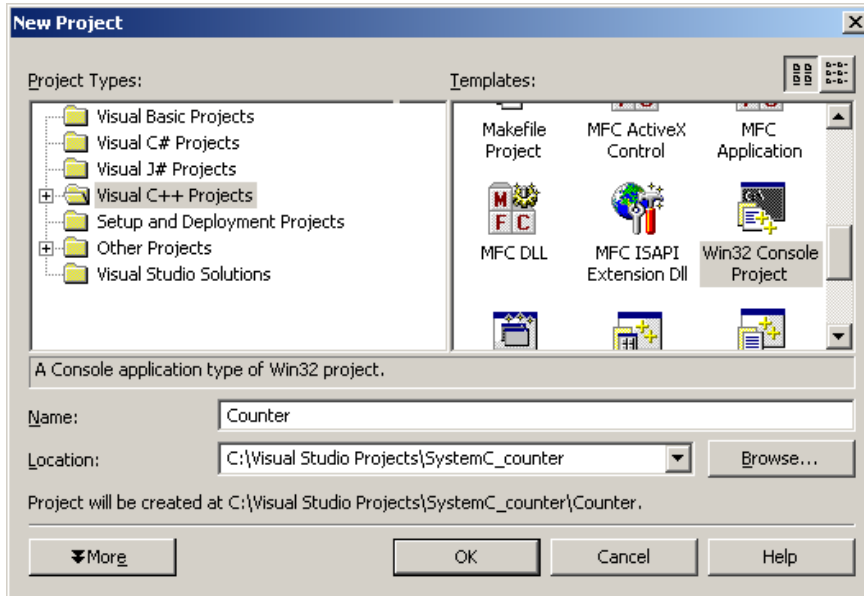 New Project
Project Types:
Templates:
Visual Basic Projects
Visual C# Projects
Visual J# Projects
Visual C++ Projects
Setup and Deployment Projects
Other Projects
Visual Studio Solutions
Makefile
Project
MFC ActiveX
Control
MFC
Application
M
F C
MFC DLL
MFC ISAPI
Extension Dll
Win32 Console
Project
A Console application type of Win32 project.
Name:
Counter
Location:
C:\Visual Studio Projects\SystemC_counter
Browse...
Project will be created at C:\Visual Studio Projects\SystemC_counter\Counter.
More
OK
Cancel
Help